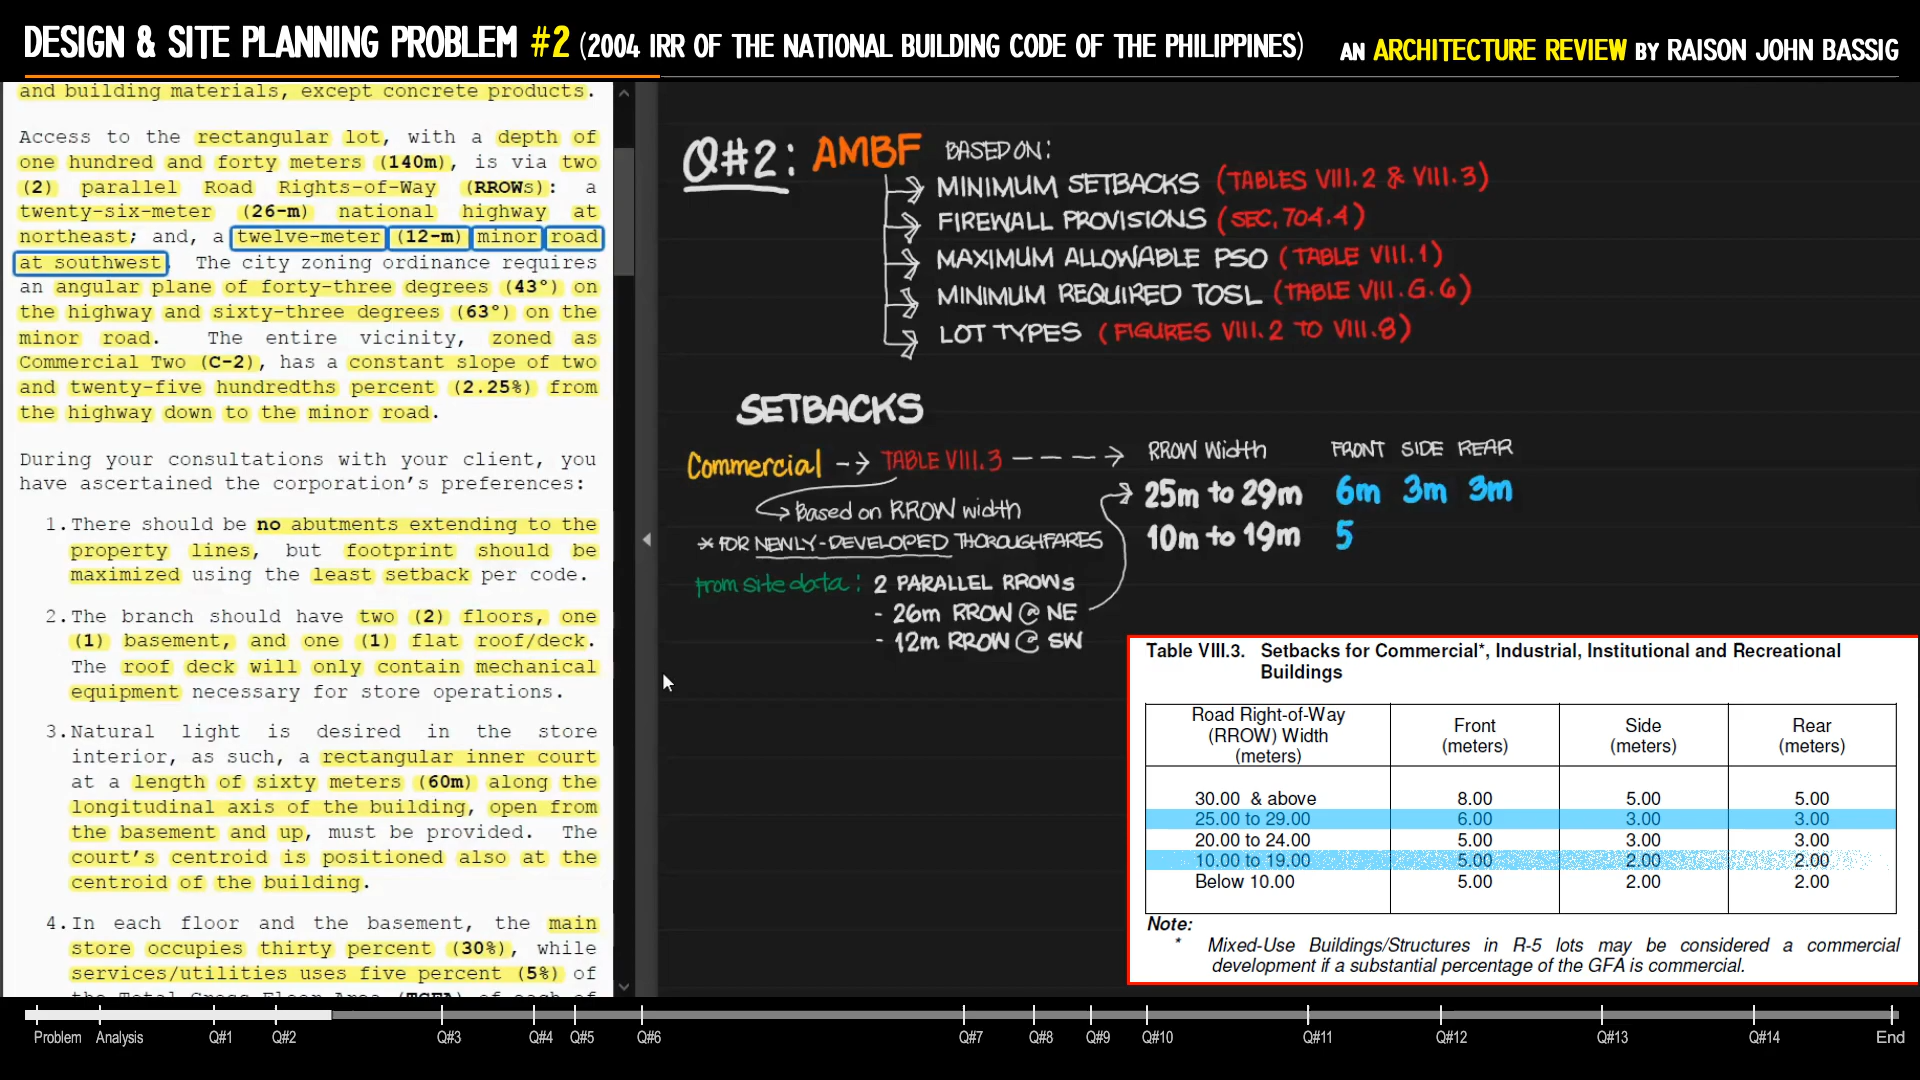 DESIGN & SITE PLANNING PROBLEM #2 (2004 IRR OF THE NATIONAL BUILDING CODE OF THE PHILIPPINES)
AN ARCHITECTURE REVIEW BY RAISON JOHN BASSIG
and building materials, except concrete products.
Access to the rectangular lot, with a depth of
one hundred and forty meters (140m), is via two
(2) parallel Road Rights-of-Way (RROWs): a
twenty-six-meter (26-m) national highway at
northeast; and, a twelve-meter (12-m) minor road
at southwest. The city zoning ordinance requires
an angular plane of forty-three degrees (43°) on
the highway and sixty-three degrees (63°) on the
minor road. The entire vicinity, zoned as
Commercial Two (C-2), has a constant slope of two
and twenty-five hundredths percent (2.25%) from
the highway down to the minor road.
During your consultations with your client, you
have ascertained the corporation's preferences:
1. There should be no abutments extending to the
property lines, but footprint should be
maximized using the least setback per code.
2. The branch should have two (2) floors, one
(1) basement, and one (1) flat roof/deck.
The roof deck will only contain mechanical
equipment necessary for store operations.
3. Natural light is desired in the store
interior, as such, a rectangular inner court
at a length of sixty meters (60m) along the
longitudinal axis of the building, open from
the basement and up, must be provided. The
court's centroid is positioned also at the
centroid of the building.
4. In each floor and the basement, the main
store occupies thirty percent (30%), while
services/utilities uses five percent (5%) of
the Total Gross Floor Area (TGFA) of each of
Q#2: AMBF BASED ON:
MINIMUM SETBACKS (TABLES VIII.2 & VIII.3)
FIREWALL PROVISIONS (SEC. 704.4)
MAXIMUM ALLOWABLE PSO (TABLE VIII.1)
MINIMUM REQUIRED TOSL (TABLE VIII.G.6)
LOT TYPES (FIGURES VIII.2 TO VIII.8)
SETBACKS
Commercial → TABLE VIII.3 - - - → RROW Width FRONT SIDE REAR
25m to 29m 6m 3m 3m
Based on RROW width
10m to 19m 5
* FOR NEWLY-DEVELOPED THOROUGHFARES
from site data: 2 PARALLEL RROWs
- 26m RROW @ NE
- 12m RROW @ SW
Table VIII.3. Setbacks for Commercial*, Industrial, Institutional and Recreational
Buildings
Road Right-of-Way
(RROW) Width
(meters)
Front
(meters)
Side
(meters)
Rear
(meters)
30.00 & above 8.00 5.00 5.00
25.00 to 29.00 6.00 3.00 3.00
20.00 to 24.00 5.00 3.00 3.00
10.00 to 19.00 5.00 2.00 2.00
Below 10.00 5.00 2.00 2.00
Note:
* Mixed-Use Buildings/Structures in R-5 lots may be considered a commercial
development if a substantial percentage of the GFA is commercial.
Problem Analysis Q#1 Q#2 Q#3 Q#4 Q#5 Q#6 Q#7 Q#8 Q#9 Q#10 Q#11 Q#12 Q#13 Q#14 End